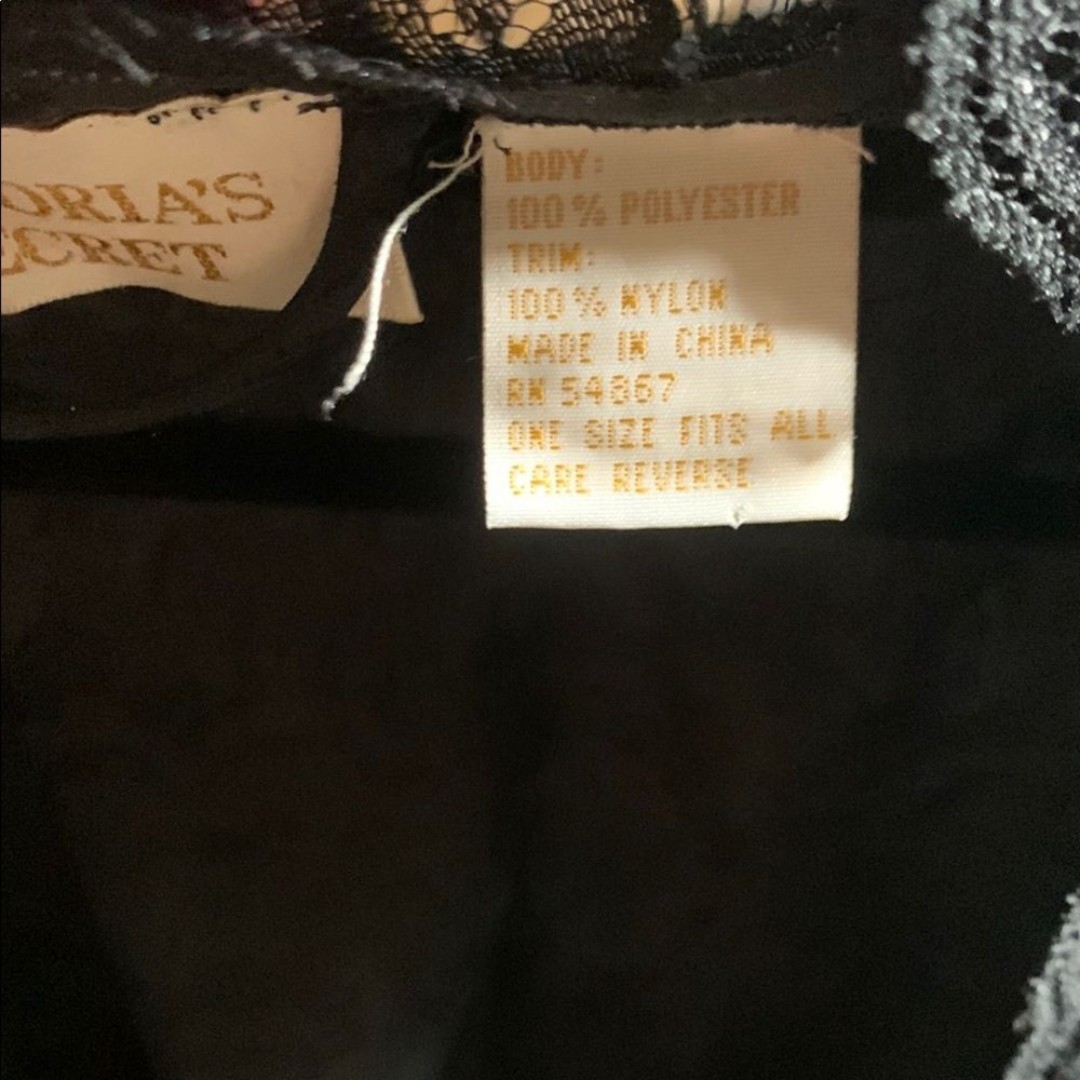 ORIA'S
ECRET
BODY:
100% POLYESTER
TRIM:
100% NYLON
MADE IN CHINA
RN 54867
ONE SIZE FITS ALL
CARE REVERSE